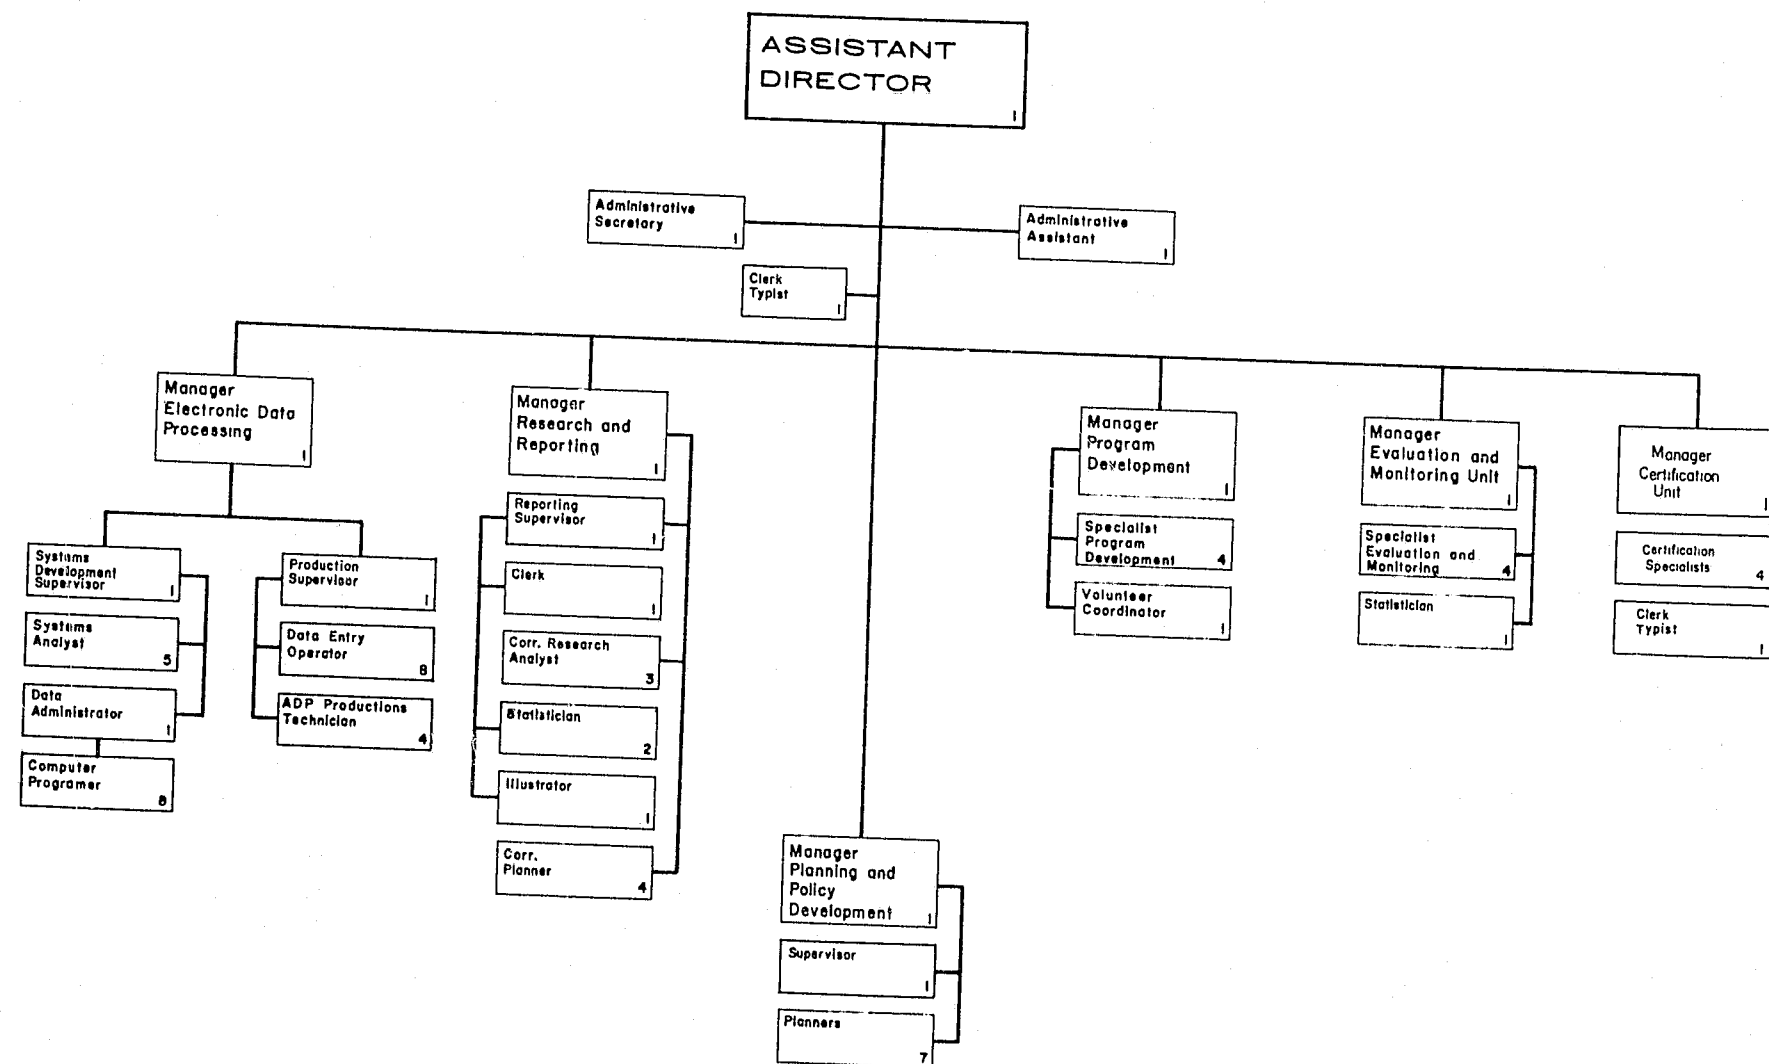 ASSISTANT
DIRECTOR
1
Administrative
Secretary
1
Administrative
Assistant
1
Clerk
Typist
1
Manager
Electronic Data
Processing
1
Systems
Development
Supervisor
1
Systems
Analyst
5
Data
Administrator
1
Computer
Programer
8
Production
Supervisor
1
Data Entry
Operator
8
ADP Productions
Technician
4
Manager
Research and
Reporting
1
Reporting
Supervisor
1
Clerk
1
Corr. Research
Analyst
3
Statistician
2
Illustrator
1
Corr.
Planner
4
Manager
Planning and
Policy
Development
1
Supervisor
1
Planners
7
Manager
Program
Development
1
Specialist
Program
Development
4
Volunteer
Coordinator
1
Manager
Evaluation and
Monitoring Unit
1
Specialist
Evaluation and
Monitoring
4
Statistician
1
Manager
Certification
Unit
1
Certification
Specialists
4
Clerk
Typist
1